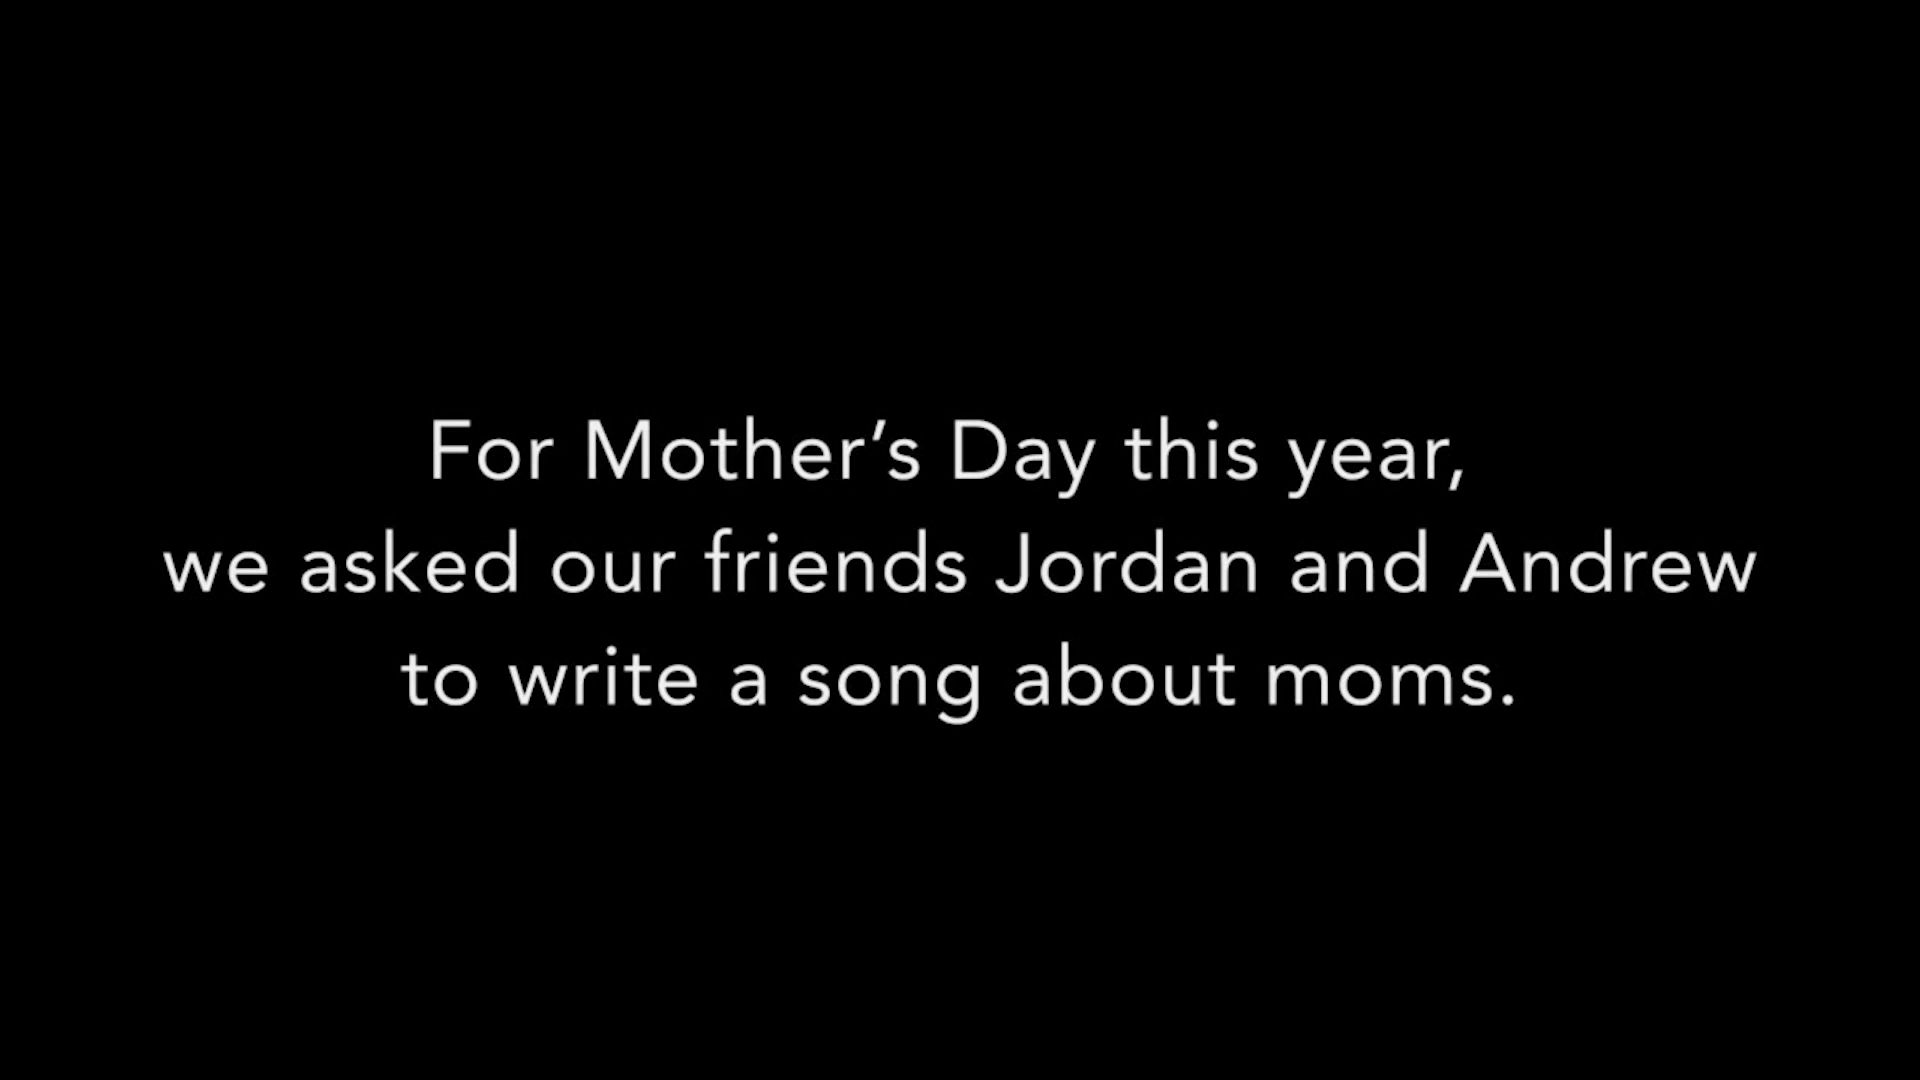 For Mother’s Day this year,
we asked our friends Jordan and Andrew
to write a song about moms.